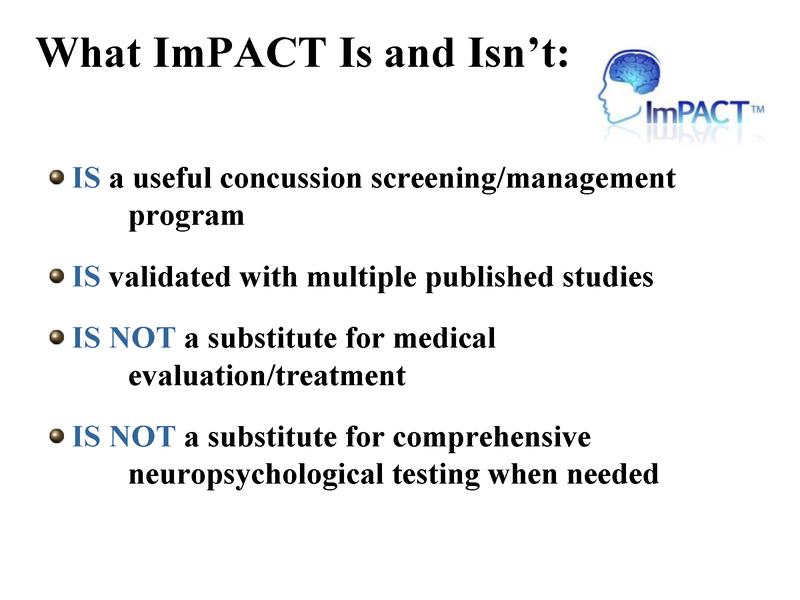 What ImPACT Is and Isn’t:
ImPACT™
IS a useful concussion screening/management
program
IS validated with multiple published studies
IS NOT a substitute for medical
evaluation/treatment
IS NOT a substitute for comprehensive
neuropsychological testing when needed